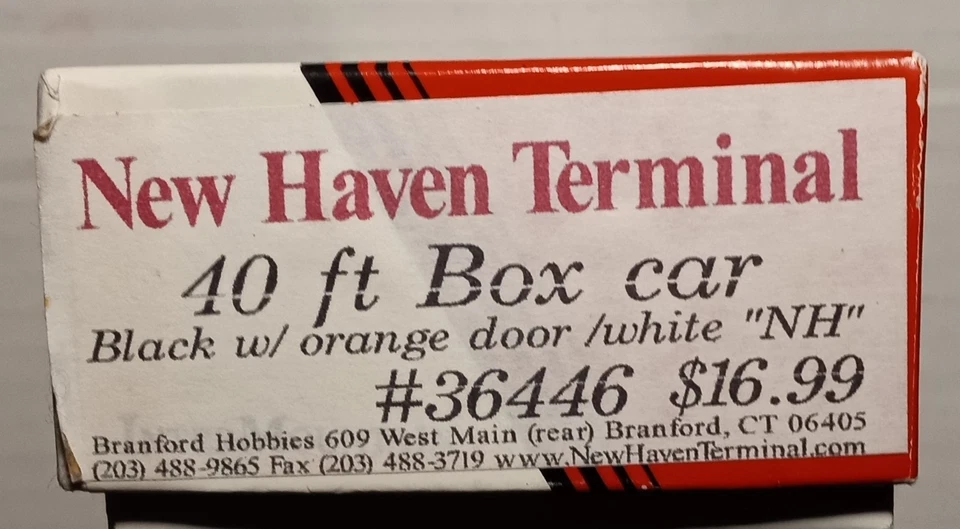 New Haven Terminal
40 ft Box car
Black w/ orange door /white "NH"
#36446 $16.99
Branford Hobbies 609 West Main (rear) Branford, CT 06405
(203) 488-9865 Fax (203) 488-3719 www.NewHavenTerminal.com